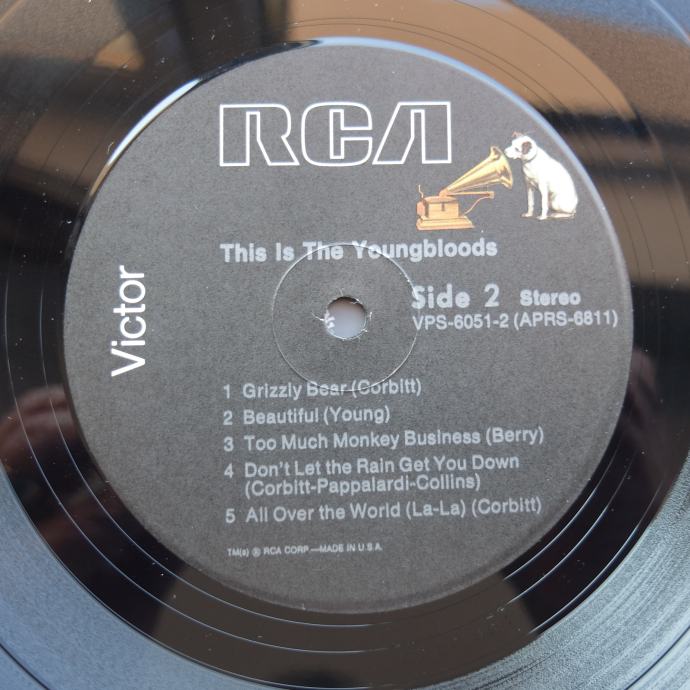 RCA
This Is The Youngbloods
Victor
Side 2 Stereo
VPS-6051-2 (APRS-6811)
1 Grizzly Bear (Corbitt)
2 Beautiful (Young)
3 Too Much Monkey Business (Berry)
4 Don't Let the Rain Get You Down
(Corbitt-Pappalardi-Collins)
5 All Over the World (La-La) (Corbitt)
TM(s) ® RCA CORP.—MADE IN U.S.A.